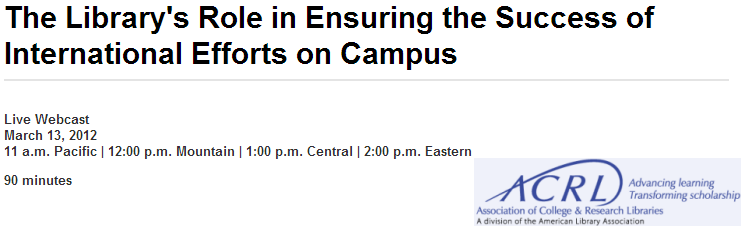 The Library's Role in Ensuring the Success of
International Efforts on Campus
Live Webcast
March 13, 2012
11 a.m. Pacific | 12:00 p.m. Mountain | 1:00 p.m. Central | 2:00 p.m. Eastern
90 minutes
ACRL
Advancing learning
Transforming scholarship
Association of College & Research Libraries
A division of the American Library Association